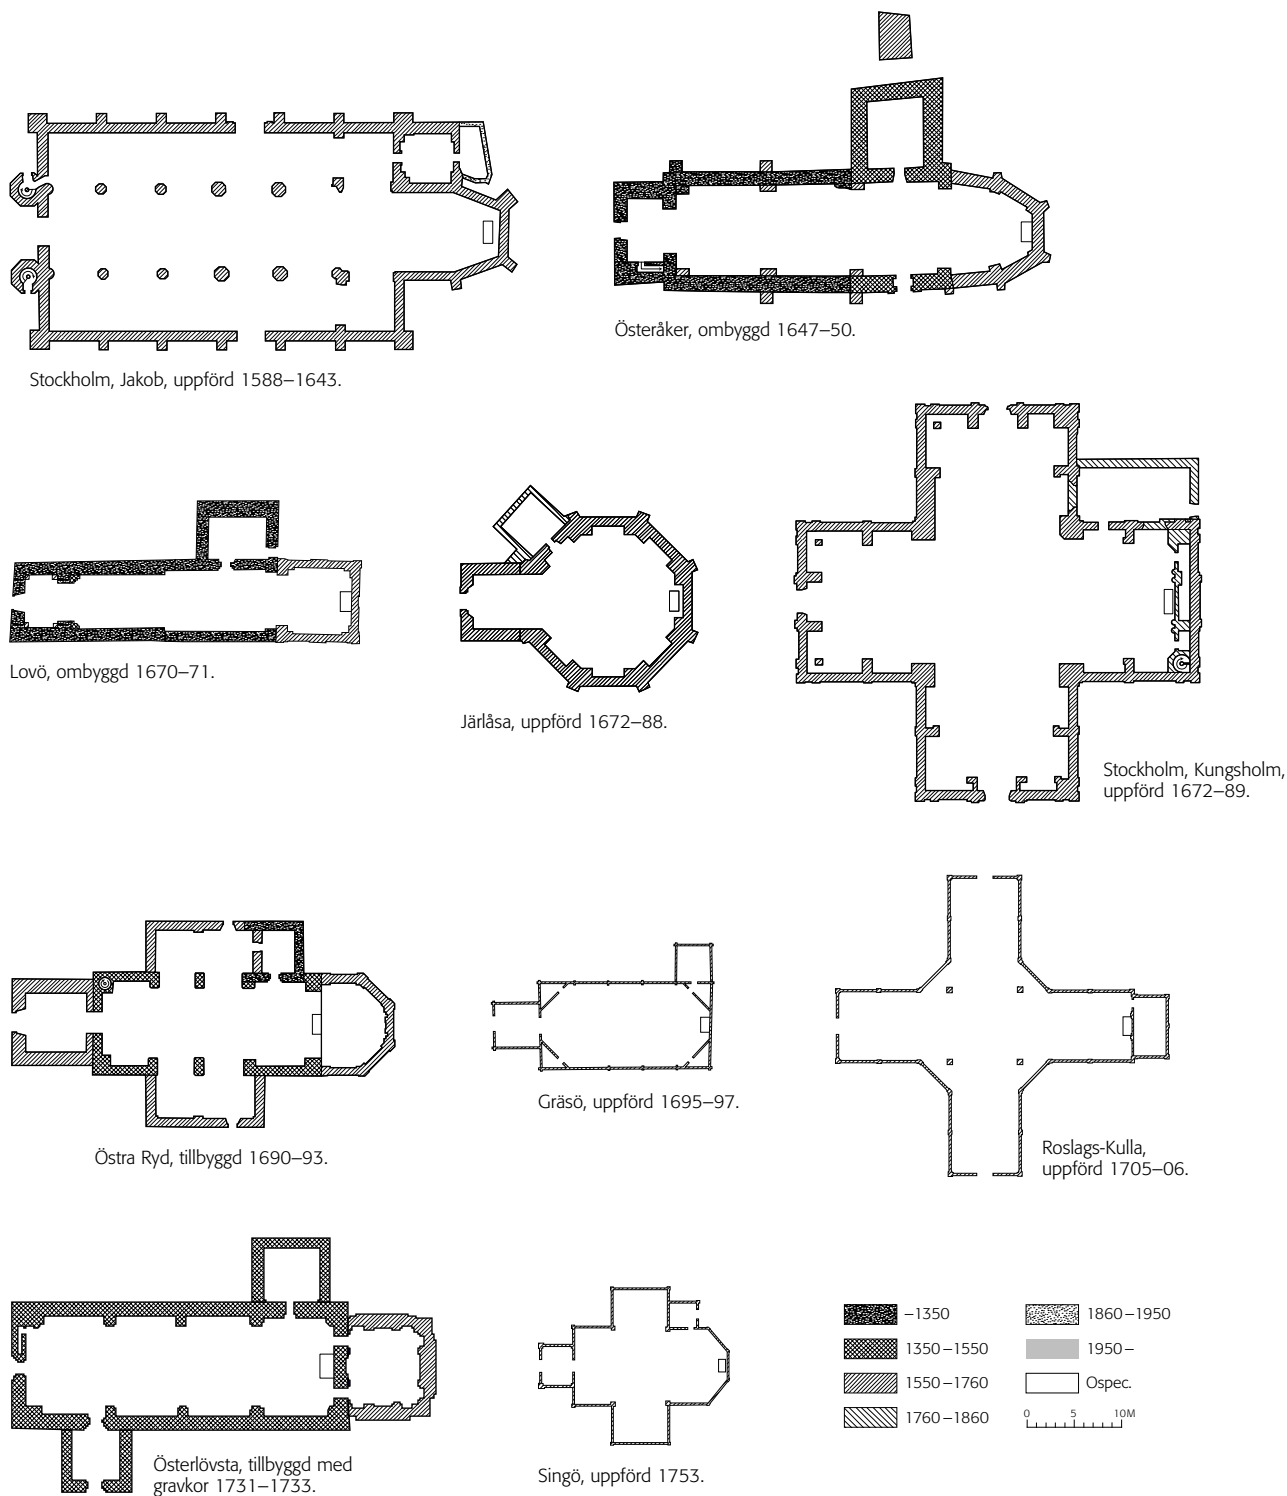 Stockholm, Jakob, uppförd 1588–1643.
Österåker, ombyggd 1647–50.
Lovö, ombyggd 1670–71.
Järlåsa, uppförd 1672–88.
Stockholm, Kungsholm,
uppförd 1672–89.
Östra Ryd, tillbyggd 1690–93.
Gräsö, uppförd 1695–97.
Roslags-Kulla,
uppförd 1705–06.
Österlövsta, tillbyggd med
gravkor 1731–1733.
Singö, uppförd 1753.
–1350
1350–1550
1550–1760
1760–1860
1860–1950
1950–
Ospec.
0 5 10M